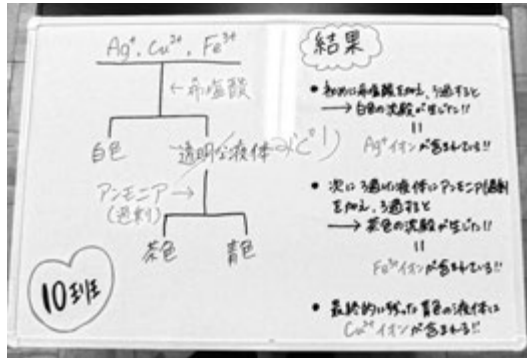 Ag⁺, Cu²⁺, Fe³⁺
←希塩酸
白色
透明な液体
アンモニア→
(過剰)
茶色 青色
10班
結果
• 初めに希塩酸を加え、ろ過すると
→白色の沈殿が生じた!!
=
Ag⁺イオンが含まれている!!
• 次にろ過した液体にアンモニア(過剰)
を加え、ろ過すると
→茶色の沈殿が生じた!!
=
Fe³⁺イオンが含まれている!!
• 最終的に残った青色の液体に
Cu²⁺イオンが含まれる!!